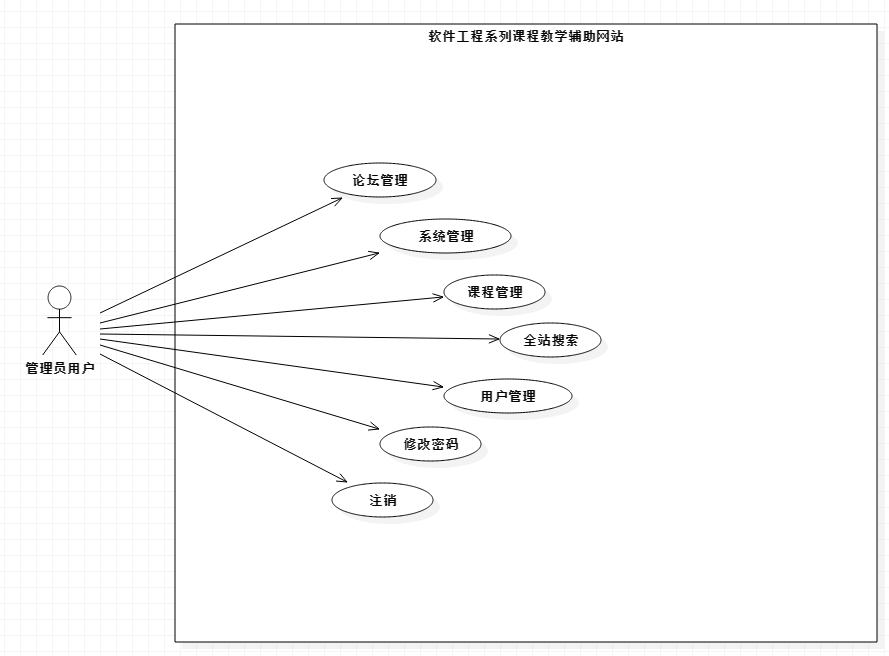 软件工程系列课程教学辅助网站
论坛管理
系统管理
课程管理
全站搜索
用户管理
修改密码
注销
管理员用户